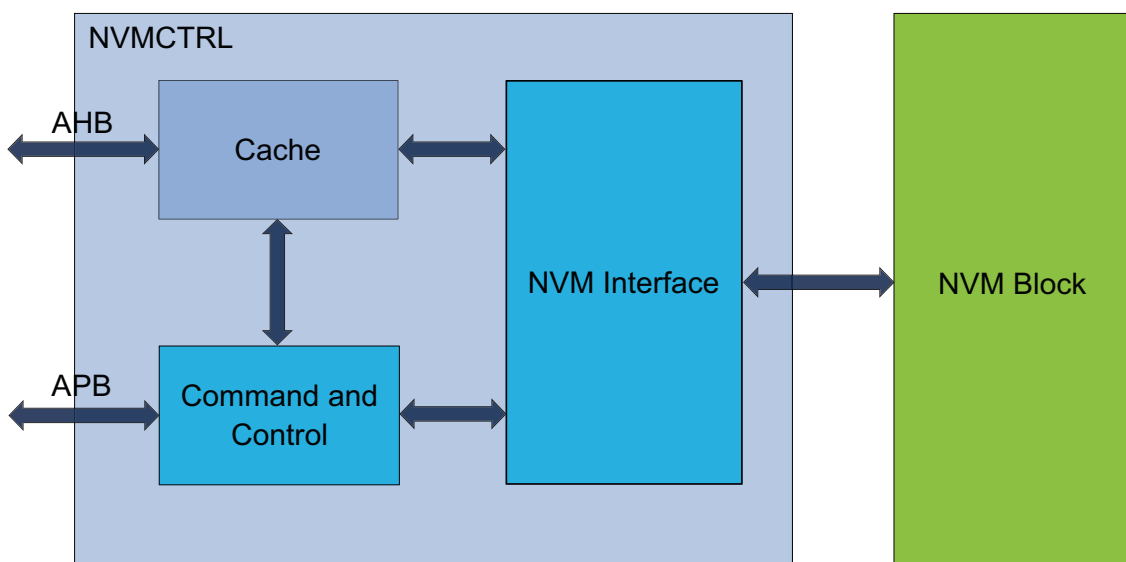 NVMCTRL
AHB
Cache
NVM Interface
NVM Block
APB
Command and
Control